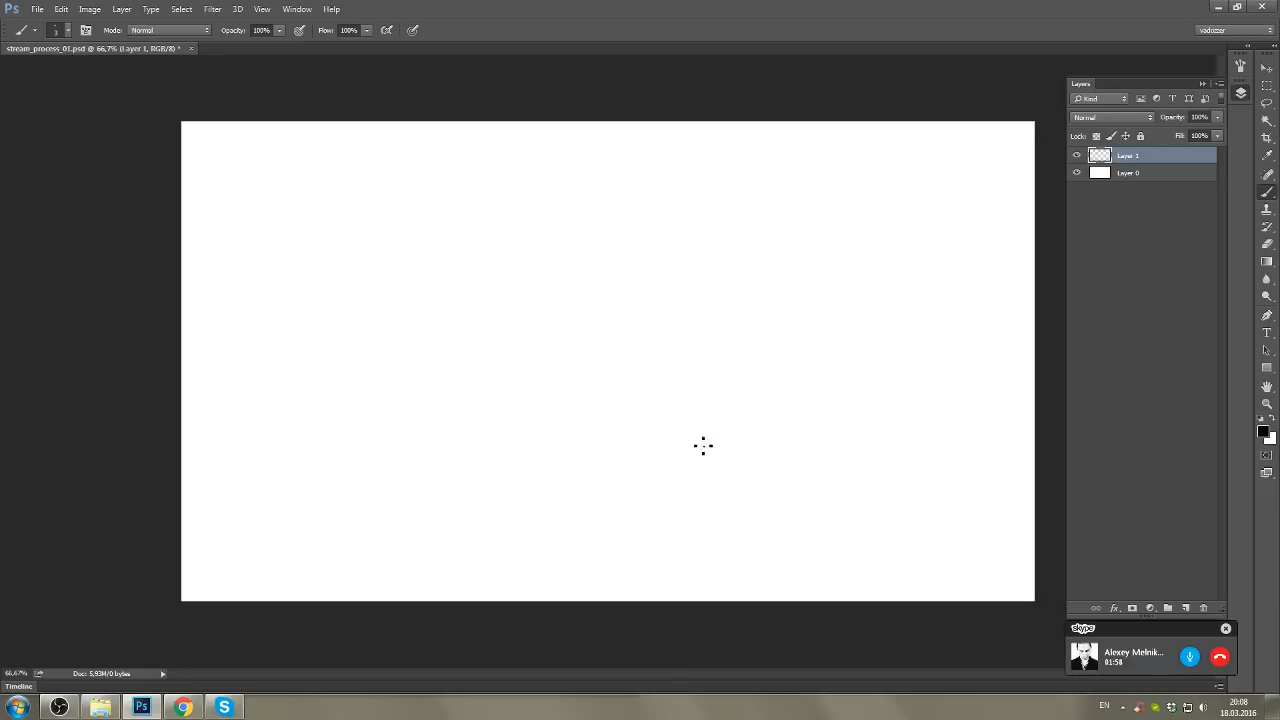 Ps File Edit Image Layer Type Select Filter 3D View Window Help
3 Mode: Normal Opacity: 100% Flow: 100% vadozzer
stream_process_01.psd @ 66,7% (Layer 1, RGB/8) * ×
Layers
Kind
Normal Opacity: 100%
Lock: Fill: 100%
Layer 1
Layer 0
skype
Alexey Melnik...
01:58
66,67% Doc: 5,93M/0 bytes
Timeline
Ps EN 20:08
18.03.2016